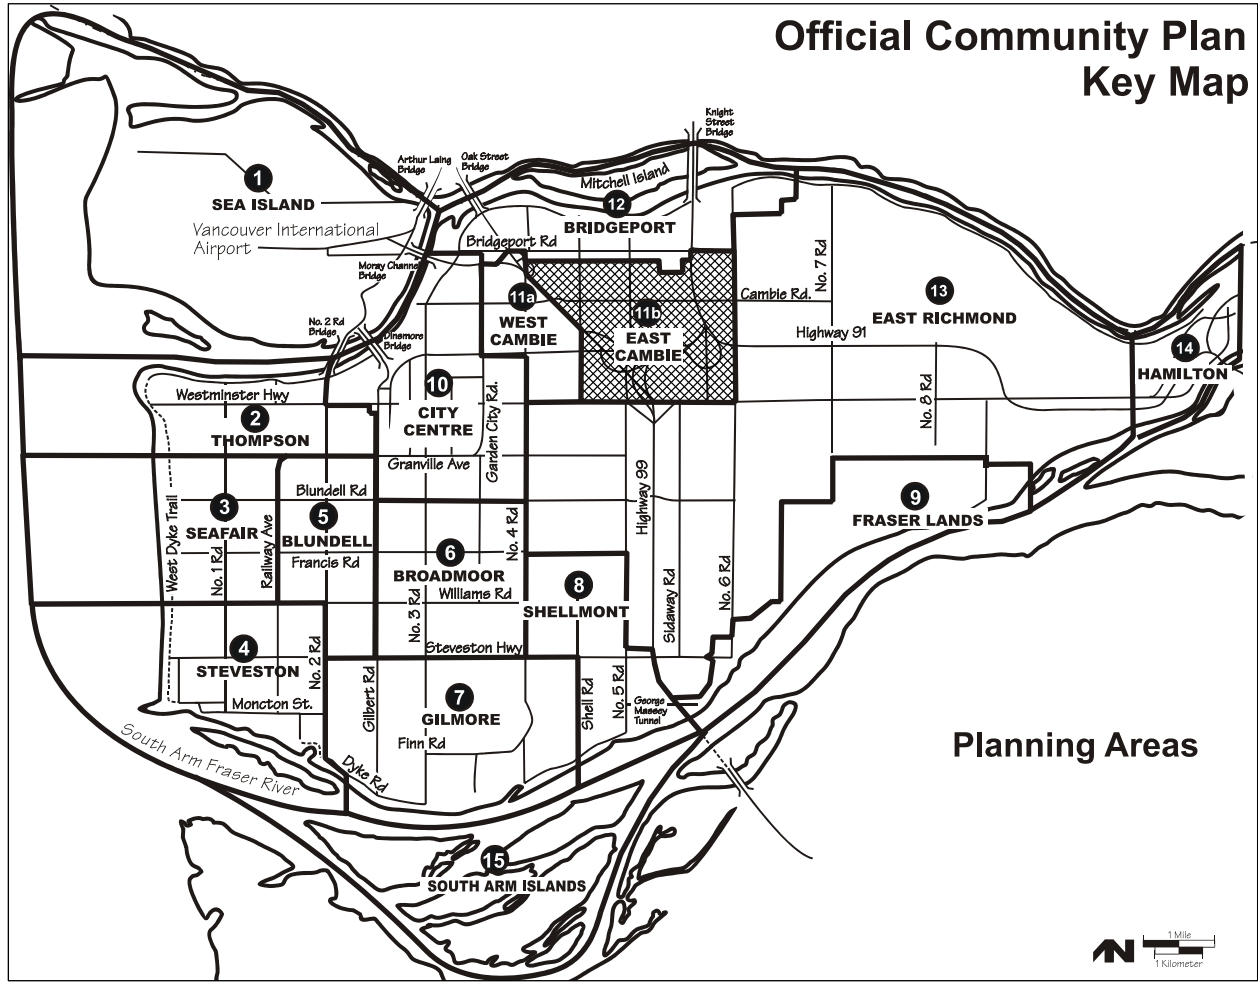 Official Community Plan
Key Map
Knight
Street
Bridge
Arthur Laing
Bridge
Oak Street
Bridge
Mitchell Island
1
SEA ISLAND
12
BRIDGEPORT
Vancouver International
Airport
Bridgeport Rd
Moray Channel
Bridge
No. 7 Rd
11a
WEST
CAMBIE
11b
EAST
CAMBIE
Cambie Rd.
13
EAST RICHMOND
No. 2 Rd
Bridge
Dinsmore
Bridge
Highway 91
14
HAMILTON
10
CITY
CENTRE
Westminster Hwy
Garden City Rd.
No. 8 Rd
2
THOMPSON
Granville Ave
Highway 99
Blundell Rd
3
SEAFAIR
5
BLUNDELL
9
FRASER LANDS
West Dyke Trail
No. 1 Rd
Railway Ave
Francis Rd
No. 4 Rd
6
BROADMOOR
Williams Rd
8
SHELLMONT
No. 3 Rd
Sidaway Rd
No. 6 Rd
4
STEVESTON
No. 2 Rd
Steveston Hwy
Moncton St.
Gilbert Rd
7
GILMORE
Shell Rd
No. 5 Rd
George
Massey
Tunnel
Finn Rd
Dyke Rd
South Arm Fraser River
Planning Areas
15
SOUTH ARM ISLANDS
N
1 Mile
1 Kilometer